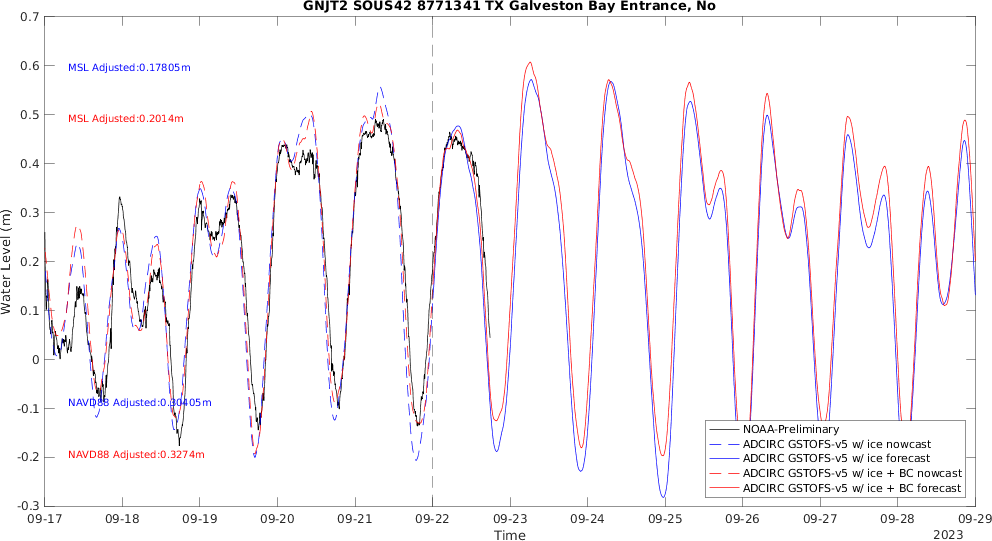 GNJT2 SOUS42 8771341 TX Galveston Bay Entrance, No
0.7
0.6
0.5
0.4
0.3
0.2
0.1
0
-0.1
-0.2
-0.3
Water Level (m)
MSL Adjusted:0.17805m
MSL Adjusted:0.2014m
NAVD88 Adjusted:0.30405m
NAVD88 Adjusted:0.3274m
NOAA-Preliminary
ADCIRC GSTOFS-v5 w/ ice nowcast
ADCIRC GSTOFS-v5 w/ ice forecast
ADCIRC GSTOFS-v5 w/ ice + BC nowcast
ADCIRC GSTOFS-v5 w/ ice + BC forecast
09-17 09-18 09-19 09-20 09-21 09-22 09-23 09-24 09-25 09-26 09-27 09-28 09-29
Time
2023